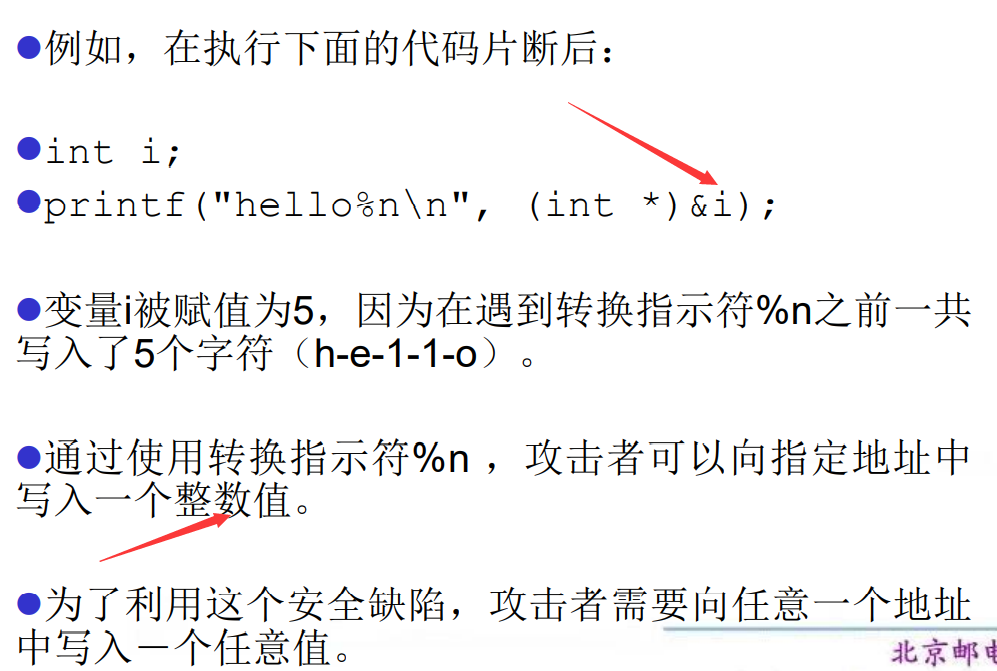 ●例如，在执行下面的代码片断后：
●int i;
●printf("hello%n\n", (int *)&i);
●变量i被赋值为5，因为在遇到转换指示符%n之前一共
写入了5个字符（h-e-1-1-o）。
●通过使用转换指示符%n ，攻击者可以向指定地址中
写入一个整数值。
●为了利用这个安全缺陷，攻击者需要向任意一个地址
中写入－个任意值。
北京邮电